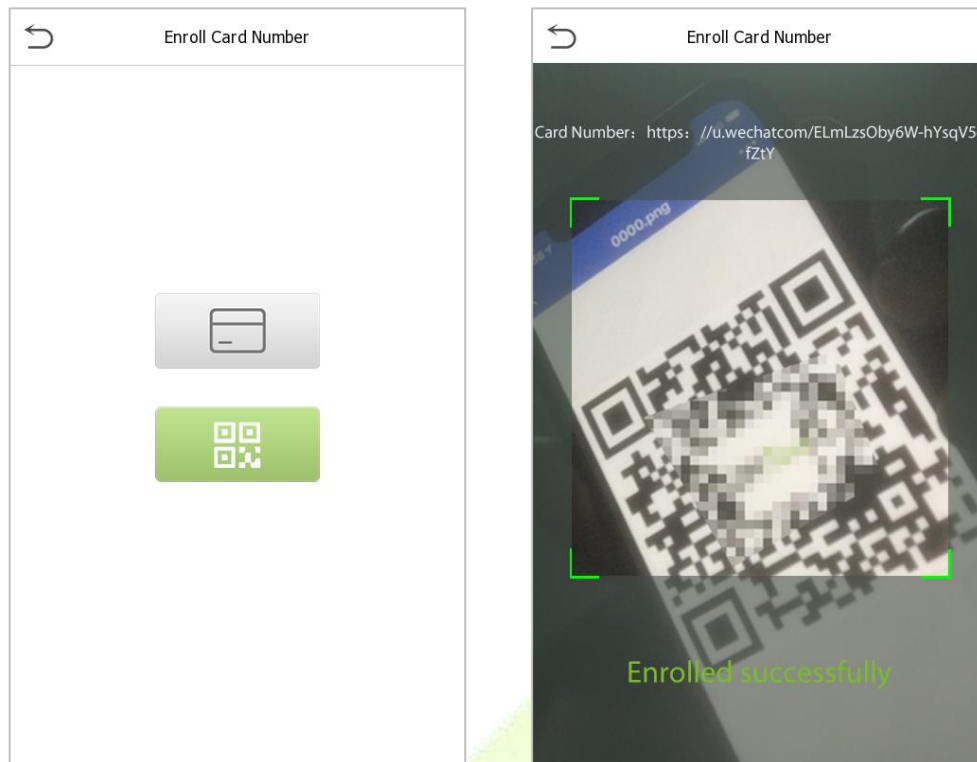 Enroll Card Number
Enroll Card Number
Card Number：https：//u.wechatcom/ELmLzsOby6W-hYsqV5
fZtY
0000.png
Enrolled successfully